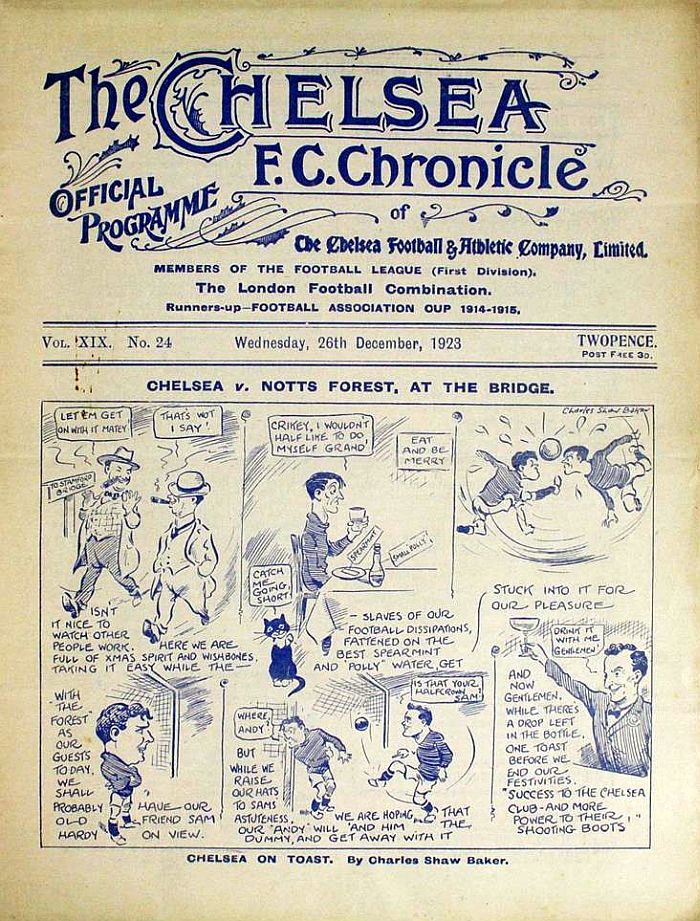 The CHELSEA
F.C. Chronicle
OFFICIAL
PROGRAMME
of
The Chelsea Football & Athletic Company, Limited.
MEMBERS OF THE FOOTBALL LEAGUE (First Division).
The London Football Combination.
Runners-up—FOOTBALL ASSOCIATION CUP 1914-1915.
VOL. XIX. No. 24
Wednesday, 26th December, 1923
TWOPENCE.
POST FREE 3D.
CHELSEA v. NOTTS FOREST, AT THE BRIDGE.
LET 'EM GET
ON WITH IT MATEY!
THAT'S WOT
I SAY!
TO STAMFORD
BRIDGE
ISNT
IT NICE TO
WATCH OTHER
PEOPLE WORK.
HERE WE ARE
FULL OF XMAS SPIRIT AND WISHBONES,
TAKING IT EASY WHILE THE —
CRIKEY, I WOULDN'T
HALF LIKE TO DO
MYSELF GRAND!
EAT
AND BE
MERRY
SPEARMINT
SMALL POLLY
CATCH
ME
GOING
SHORT!
— SLAVES OF OUR
FOOTBALL DISSIPATIONS,
FATTENED ON THE
BEST SPEARMINT
AND "POLLY" WATER, GET
Charles Shaw Baker
STUCK INTO IT FOR
OUR PLEASURE
WITH
"THE
FOREST"
AS
OUR
GUESTS
TO DAY,
WE
SHALL
PROBABLY HAVE OUR
OLD FRIEND SAM
HARDY ON VIEW.
WHERE,
ANDY?
IS THAT YOUR
HALFCROWN,
SAM!
BUT
WHILE WE
RAISE
OUR HATS
TO SAMS
ASTUTENESS,
WE ARE HOPING THAT
OUR "ANDY" WILL 'AND HIM THE
DUMMY, AND GET AWAY WITH IT
DRINK IT
WITH ME
GENTLEMEN!
AND
NOW
GENTLEMEN,
WHILE THERE'S
A DROP LEFT
IN THE BOTTLE,
ONE TOAST
BEFORE WE
END OUR
FESTIVITIES.
"SUCCESS TO THE CHELSEA
CLUB - AND MORE
POWER TO THEIR
SHOOTING BOOTS"
CHELSEA ON TOAST. By Charles Shaw Baker.